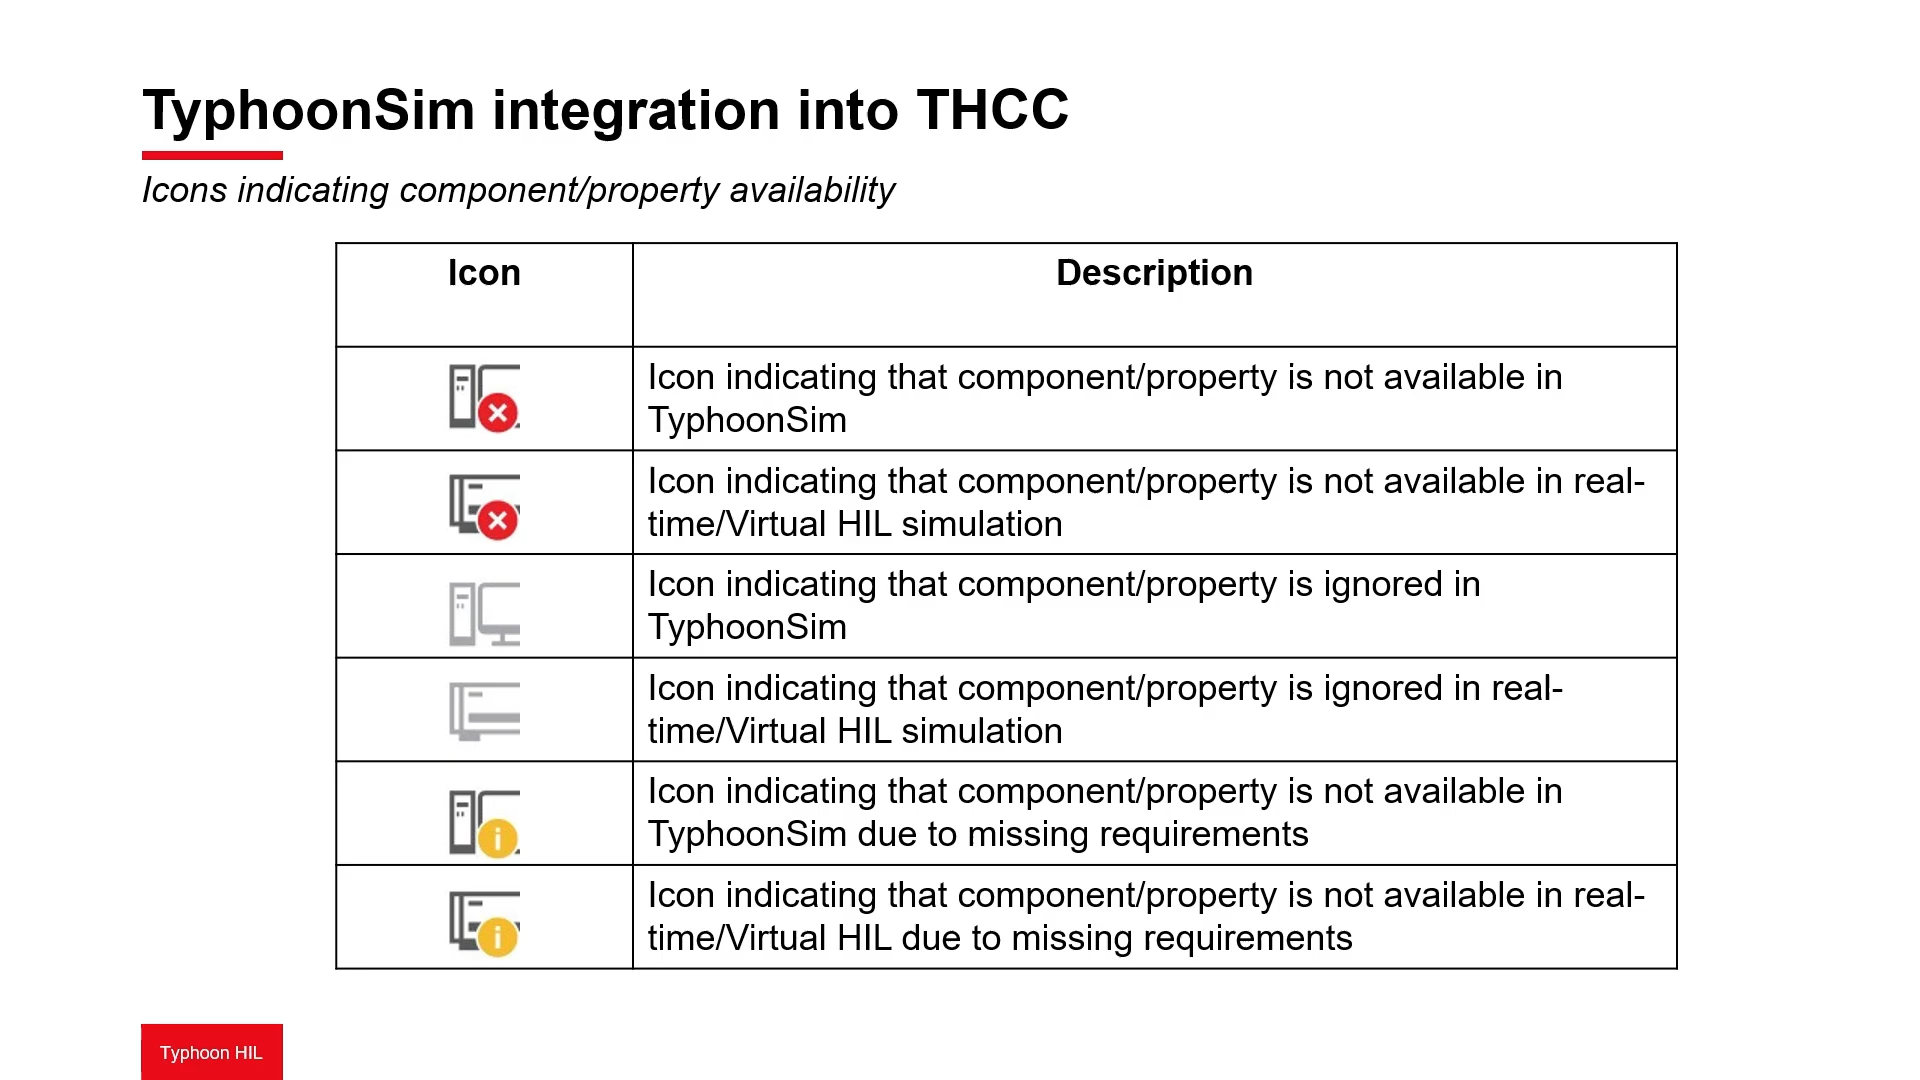 TyphoonSim integration into THCC
Icons indicating component/property availability
Icon
Description
Icon indicating that component/property is not available in
TyphoonSim
Icon indicating that component/property is not available in real-
time/Virtual HIL simulation
Icon indicating that component/property is ignored in
TyphoonSim
Icon indicating that component/property is ignored in real-
time/Virtual HIL simulation
Icon indicating that component/property is not available in
TyphoonSim due to missing requirements
Icon indicating that component/property is not available in real-
time/Virtual HIL due to missing requirements
Typhoon HIL